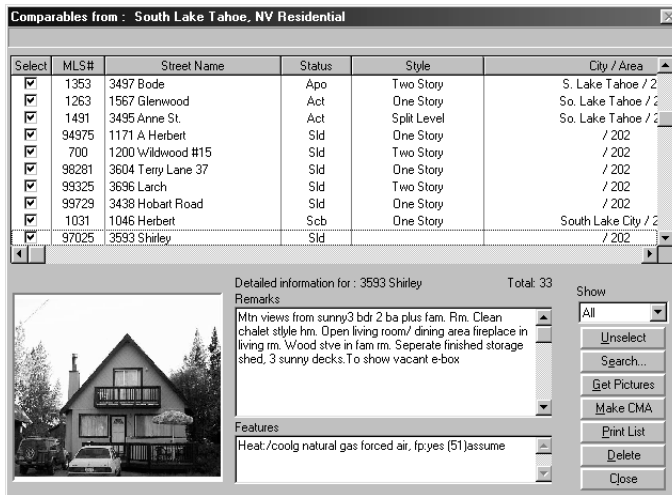 Comparables from : South Lake Tahoe, NV Residential
Select MLS# Street Name Status Style City / Area
1353 3497 Bode Apo Two Story S. Lake Tahoe / 2
1263 1567 Glenwood Act One Story So. Lake Tahoe / 2
1491 3495 Anne St. Act Split Level So. Lake Tahoe / 2
94975 1171 A Herbert Sld One Story / 202
700 1200 Wildwood #15 Sld Two Story / 202
98281 3604 Terry Lane 37 Sld One Story / 202
99325 3696 Larch Sld Two Story / 202
99729 3438 Hobart Road Sld One Story / 202
1031 1046 Herbert Scb One Story South Lake City / 2
97025 3593 Shirley Sld / 202
Detailed information for : 3593 Shirley Total: 33
Remarks
Mtn views from sunny3 bdr 2 ba plus fam. Rm. Clean
chalet stlyle hm. Open living room/ dining area fireplace in
living rm. Wood stve in fam rm. Seperate finished storage
shed, 3 sunny decks.To show vacant e-box
Features
Heat:/coolg natural gas forced air, fp:yes (51)assume
Show
All
Unselect
Search...
Get Pictures
Make CMA
Print List
Delete
Close